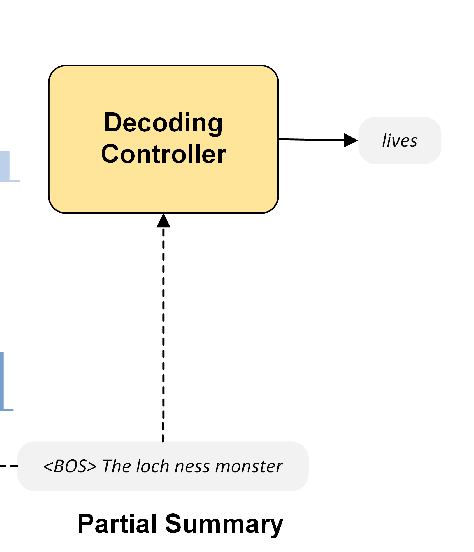 Decoding
Controller
lives
<BOS> The loch ness monster
Partial Summary